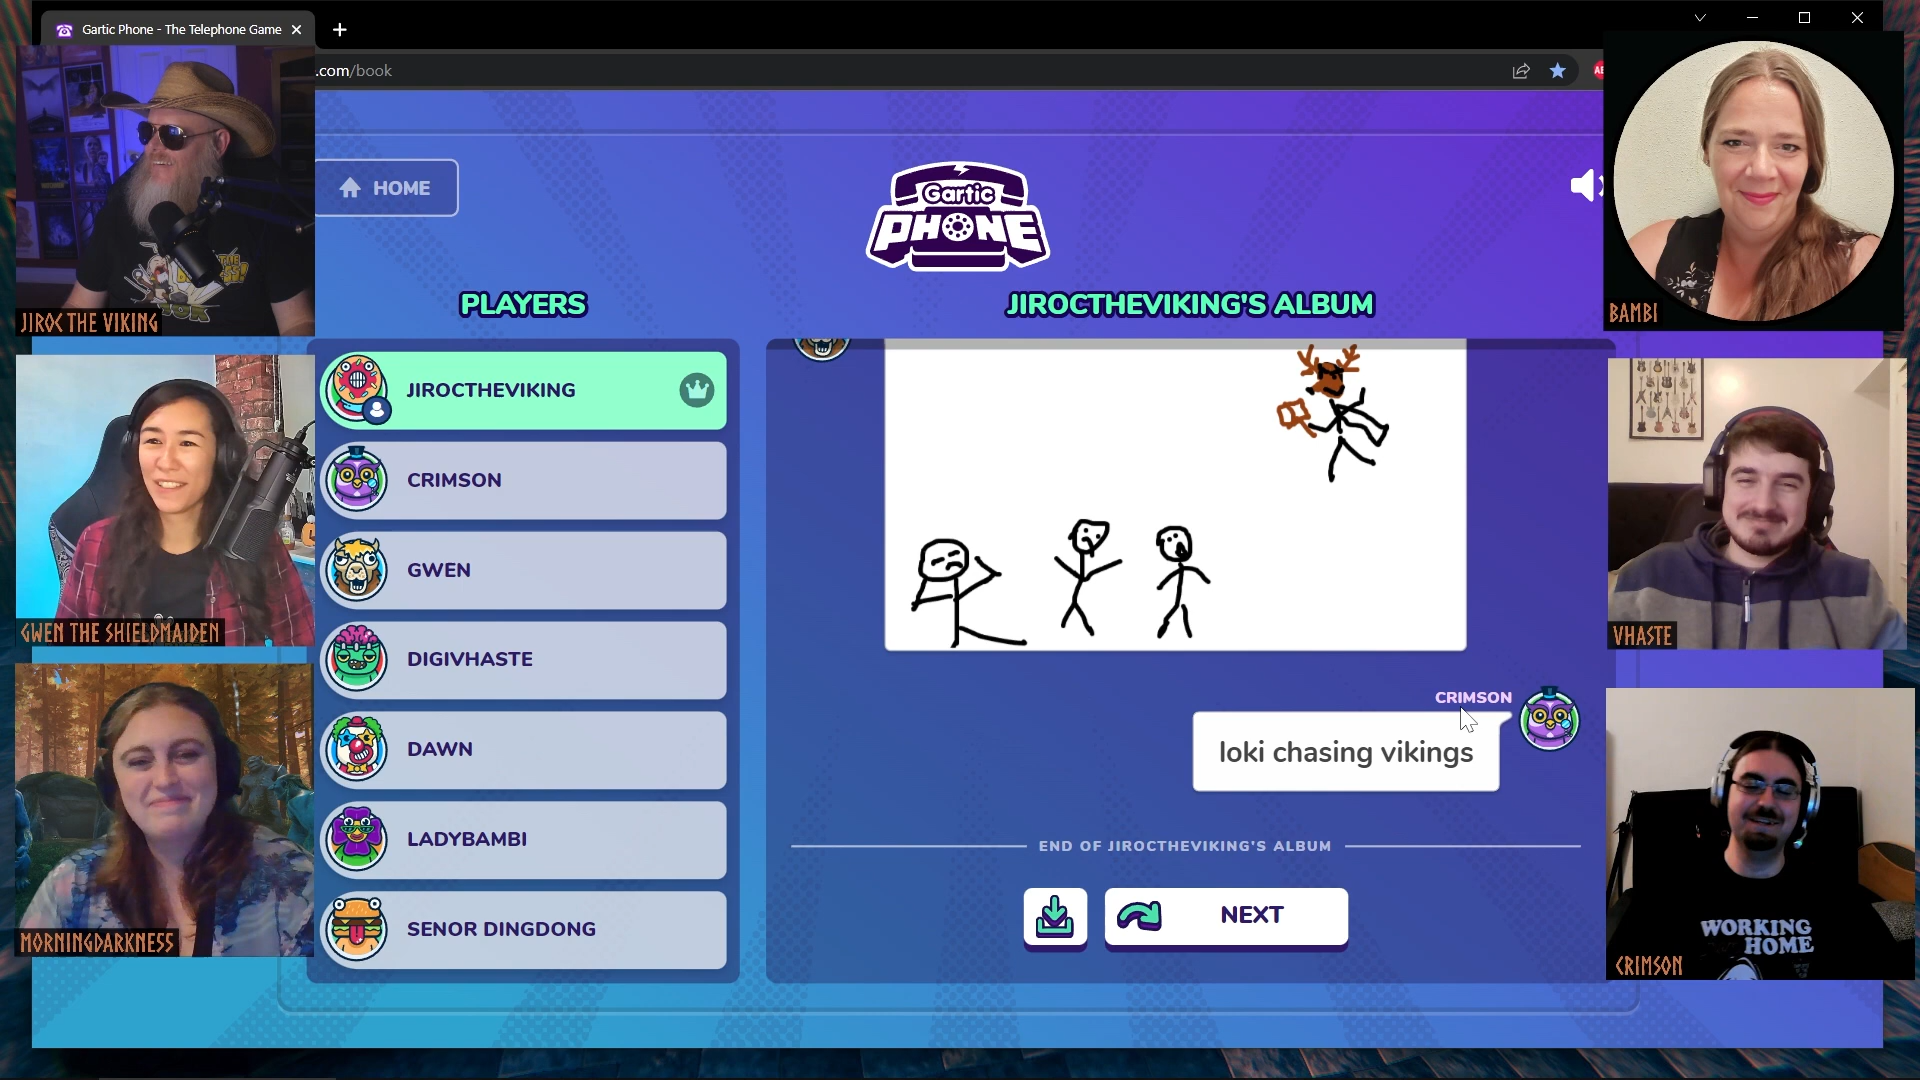 Gartic Phone - The Telephone Game
.com/book
HOME
Gartic
PHONE
PLAYERS
JIROCTHEVIKING'S ALBUM
JIROCTHEVIKING
CRIMSON
GWEN
DIGIVHASTE
DAWN
LADYBAMBI
SENOR DINGDONG
CRIMSON
loki chasing vikings
END OF JIROCTHEVIKING'S ALBUM
NEXT
JIROC THE VIKING
GWEN THE SHIELDMAIDEN
MORNINGDARKNESS
BAMBI
VHASTE
WORKING
HOME
CRIMSON